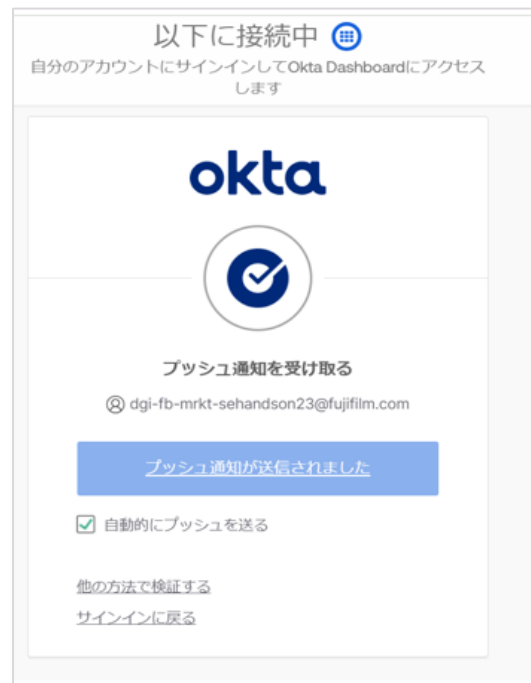 以下に接続中
自分のアカウントにサインインしてOkta Dashboardにアクセス
します
okta
プッシュ通知を受け取る
dgi-fb-mrkt-sehandson23@fujifilm.com
プッシュ通知が送信されました
自動的にプッシュを送る
他の方法で検証する
サインインに戻る